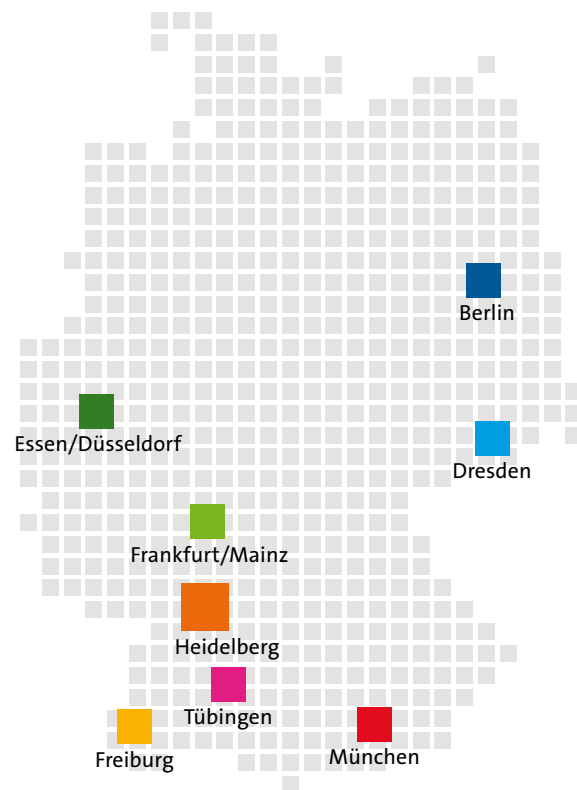 Berlin
Essen/Düsseldorf
Dresden
Frankfurt/Mainz
Heidelberg
Tübingen
Freiburg
München